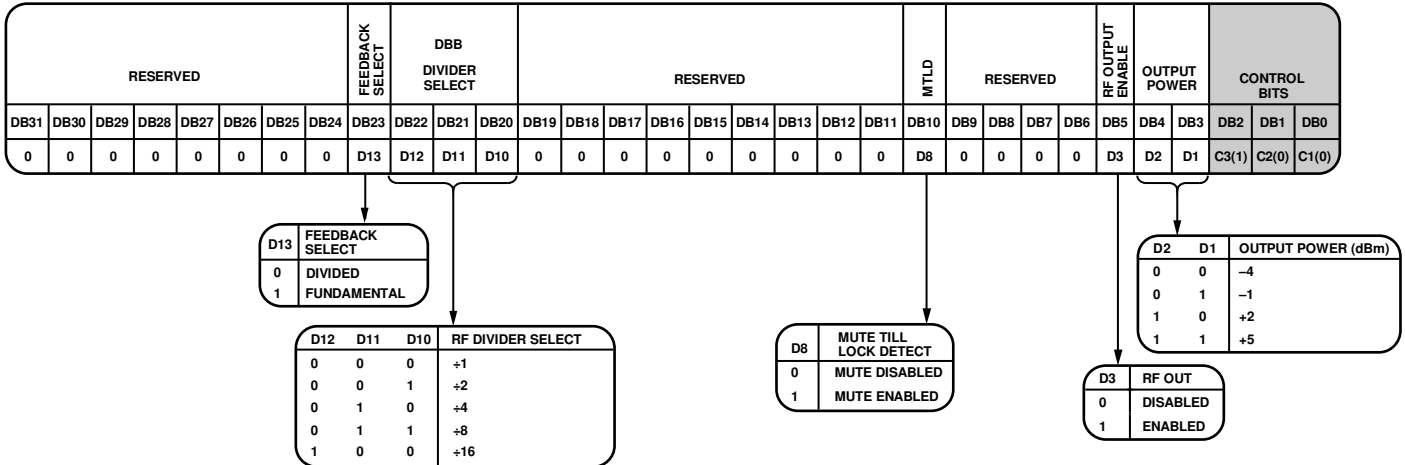 RESERVED
FEEDBACK
SELECT
DBB
DIVIDER
SELECT
RESERVED
MTLD
RESERVED
RF OUTPUT
ENABLE
OUTPUT
POWER
CONTROL
BITS
DB31 DB30 DB29 DB28 DB27 DB26 DB25 DB24 DB23 DB22 DB21 DB20 DB19 DB18 DB17 DB16 DB15 DB14 DB13 DB12 DB11 DB10 DB9 DB8 DB7 DB6 DB5 DB4 DB3 DB2 DB1 DB0
0 0 0 0 0 0 0 0 D13 D12 D11 D10 0 0 0 0 0 0 0 0 0 D8 0 0 0 0 D3 D2 D1 C3(1) C2(0) C1(0)
D13 FEEDBACK
SELECT
0 DIVIDED
1 FUNDAMENTAL
D12 D11 D10 RF DIVIDER SELECT
0 0 0 ÷1
0 0 1 ÷2
0 1 0 ÷4
0 1 1 ÷8
1 0 0 ÷16
D8 MUTE TILL
LOCK DETECT
0 MUTE DISABLED
1 MUTE ENABLED
D3 RF OUT
0 DISABLED
1 ENABLED
D2 D1 OUTPUT POWER (dBm)
0 0 –4
0 1 –1
1 0 +2
1 1 +5